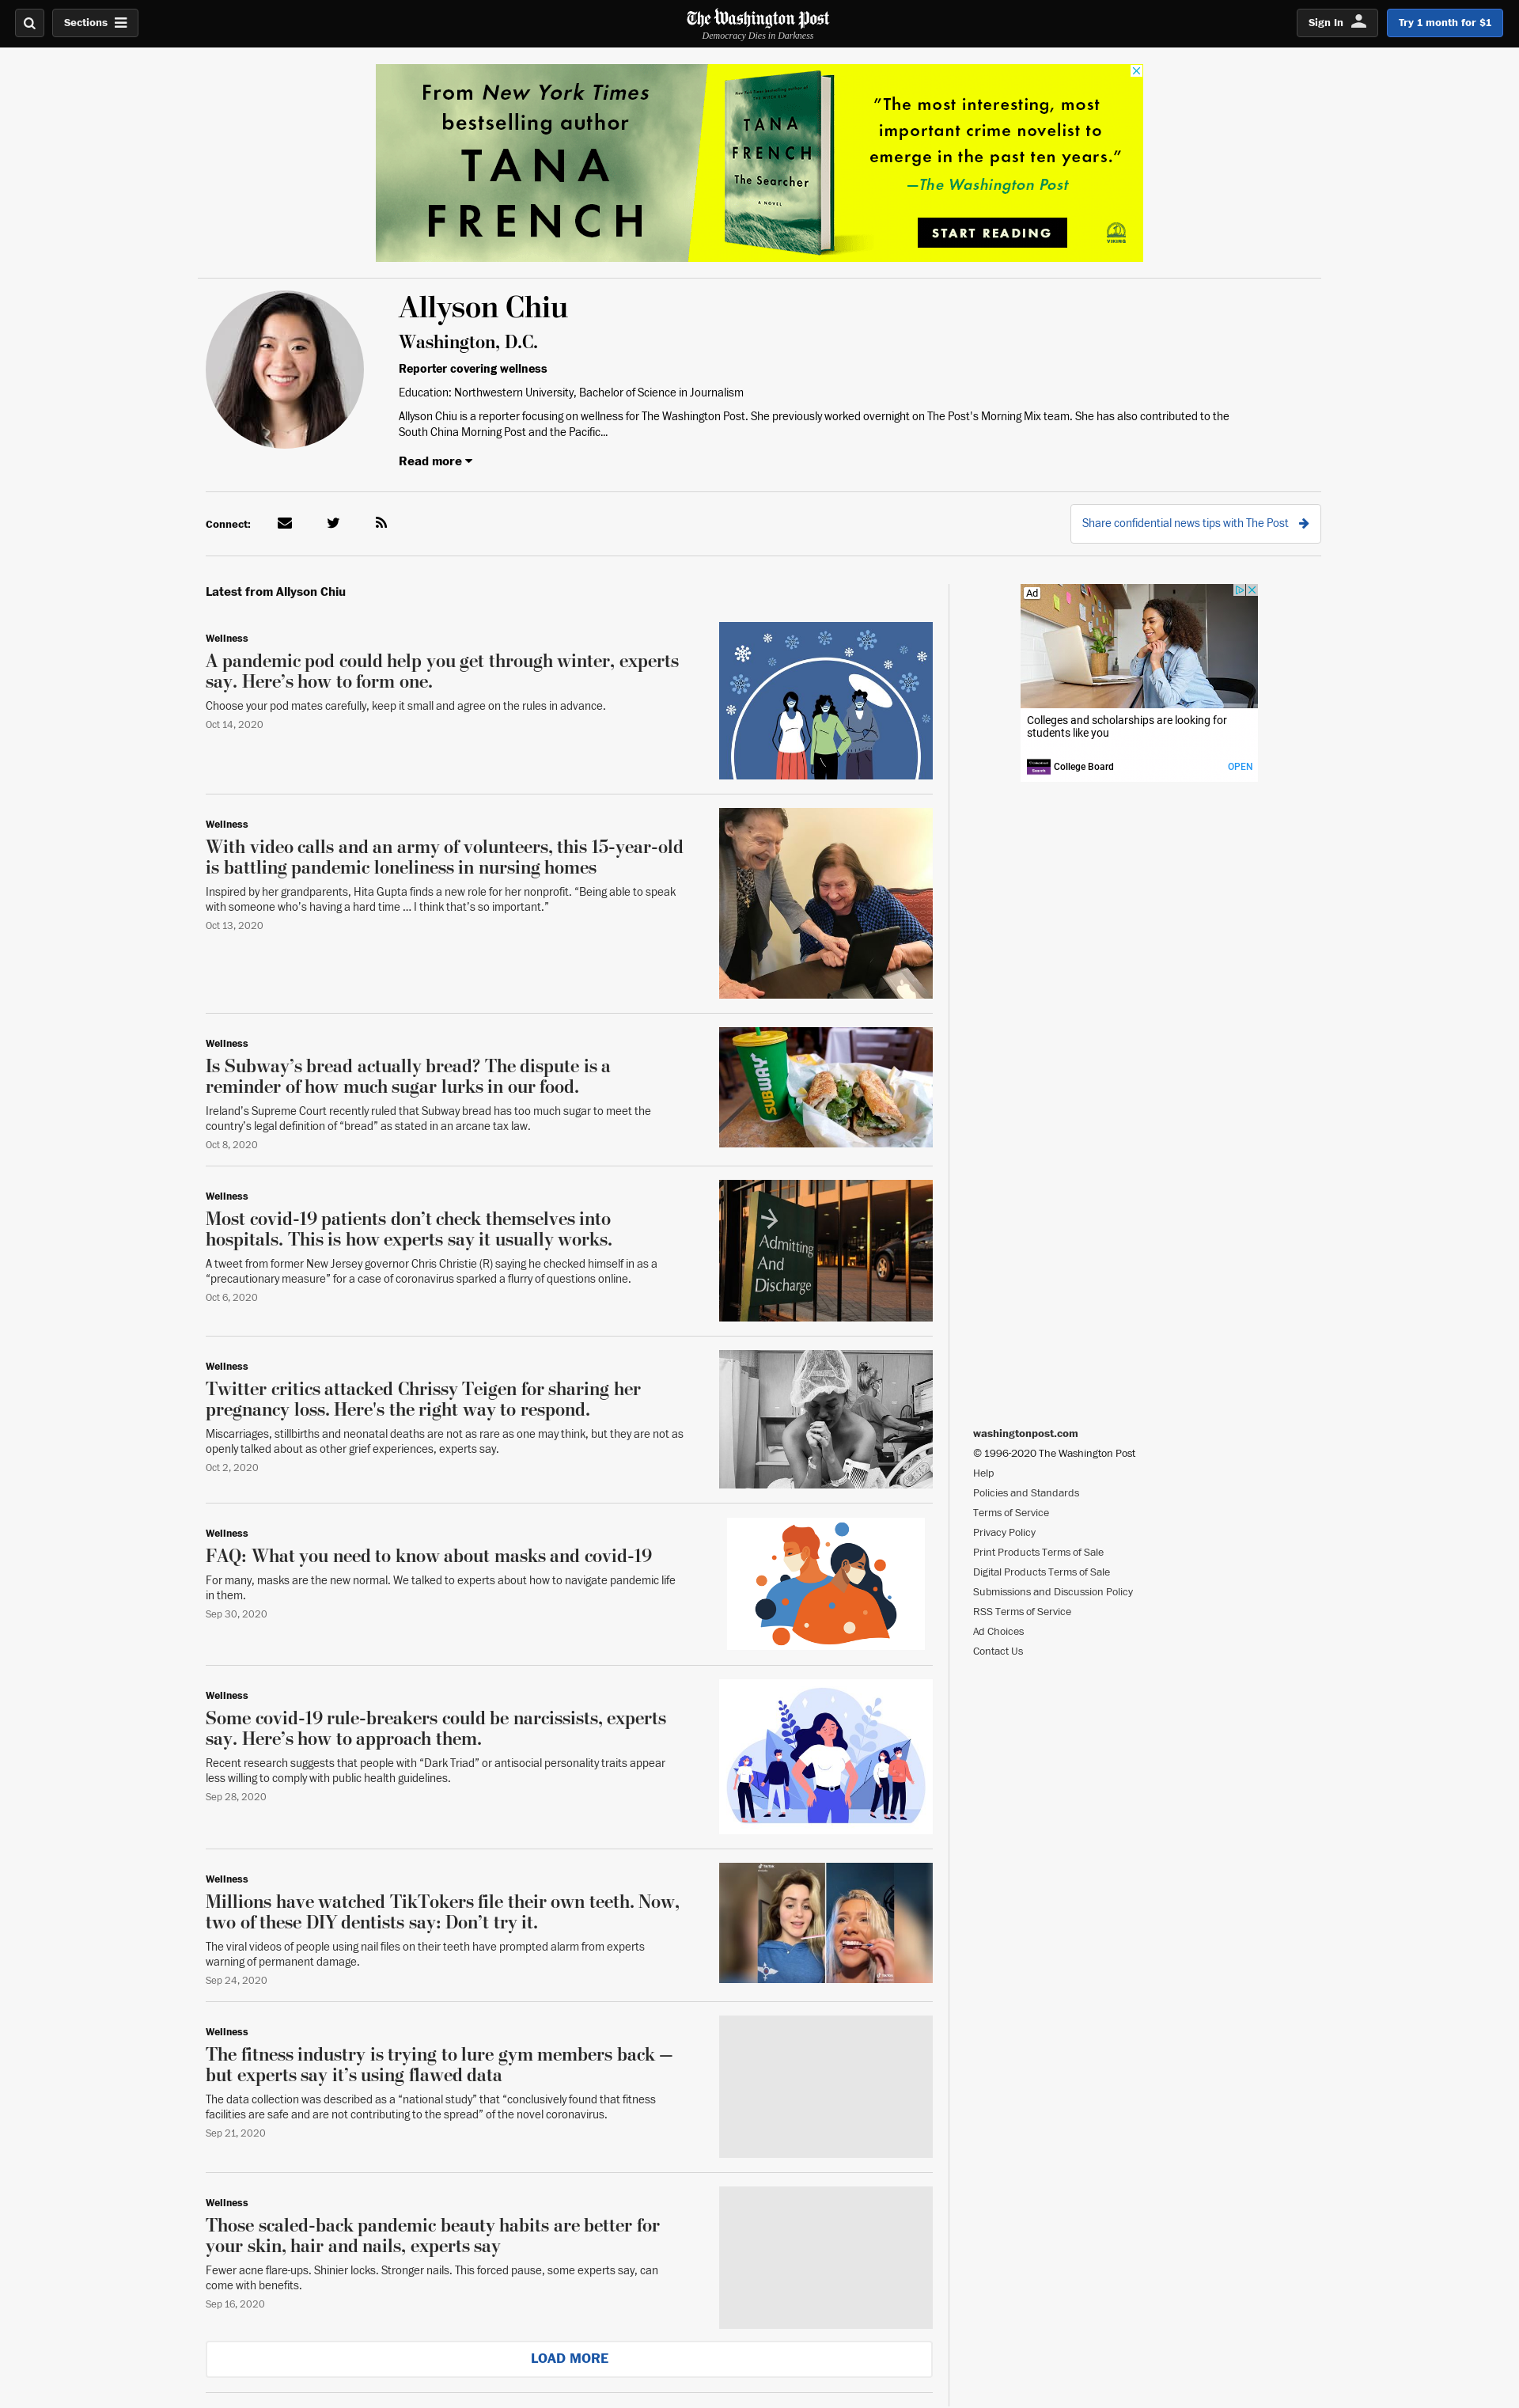 Sections
The Washington Post
Democracy Dies in Darkness
Sign In
Try 1 month for $1
From New York Times
bestselling author
TANA
FRENCH
New York Times bestselling author of
TANA
FRENCH
The Searcher
A NOVEL
"The most interesting, most
important crime novelist to
emerge in the past ten years."
—The Washington Post
START READING
VIKING
Allyson Chiu
Washington, D.C.
Reporter covering wellness
Education: Northwestern University, Bachelor of Science in Journalism
Allyson Chiu is a reporter focusing on wellness for The Washington Post. She previously worked overnight on The Post's Morning Mix team. She has also contributed to the
South China Morning Post and the Pacific...
Read more
Connect:
Share confidential news tips with The Post
Latest from Allyson Chiu
Wellness
A pandemic pod could help you get through winter, experts
say. Here’s how to form one.
Choose your pod mates carefully, keep it small and agree on the rules in advance.
Oct 14, 2020
Ad
Colleges and scholarships are looking for
students like you
College Board
OPEN
Wellness
With video calls and an army of volunteers, this 15-year-old
is battling pandemic loneliness in nursing homes
Inspired by her grandparents, Hita Gupta finds a new role for her nonprofit. “Being able to speak
with someone who’s having a hard time ... I think that’s so important.”
Oct 13, 2020
Wellness
Is Subway’s bread actually bread? The dispute is a
reminder of how much sugar lurks in our food.
Ireland’s Supreme Court recently ruled that Subway bread has too much sugar to meet the
country’s legal definition of “bread” as stated in an arcane tax law.
Oct 8, 2020
SUBWAY
Wellness
Most covid-19 patients don’t check themselves into
hospitals. This is how experts say it usually works.
A tweet from former New Jersey governor Chris Christie (R) saying he checked himself in as a
“precautionary measure” for a case of coronavirus sparked a flurry of questions online.
Oct 6, 2020
Admitting
And
Discharge
Wellness
Twitter critics attacked Chrissy Teigen for sharing her
pregnancy loss. Here's the right way to respond.
Miscarriages, stillbirths and neonatal deaths are not as rare as one may think, but they are not as
openly talked about as other grief experiences, experts say.
Oct 2, 2020
Wellness
FAQ: What you need to know about masks and covid-19
For many, masks are the new normal. We talked to experts about how to navigate pandemic life
in them.
Sep 30, 2020
Wellness
Some covid-19 rule-breakers could be narcissists, experts
say. Here’s how to approach them.
Recent research suggests that people with “Dark Triad” or antisocial personality traits appear
less willing to comply with public health guidelines.
Sep 28, 2020
Wellness
Millions have watched TikTokers file their own teeth. Now,
two of these DIY dentists say: Don’t try it.
The viral videos of people using nail files on their teeth have prompted alarm from experts
warning of permanent damage.
Sep 24, 2020
Wellness
The fitness industry is trying to lure gym members back —
but experts say it’s using flawed data
The data collection was described as a “national study” that “conclusively found that fitness
facilities are safe and are not contributing to the spread” of the novel coronavirus.
Sep 21, 2020
Wellness
Those scaled-back pandemic beauty habits are better for
your skin, hair and nails, experts say
Fewer acne flare-ups. Shinier locks. Stronger nails. This forced pause, some experts say, can
come with benefits.
Sep 16, 2020
LOAD MORE
washingtonpost.com
© 1996-2020 The Washington Post
Help
Policies and Standards
Terms of Service
Privacy Policy
Print Products Terms of Sale
Digital Products Terms of Sale
Submissions and Discussion Policy
RSS Terms of Service
Ad Choices
Contact Us